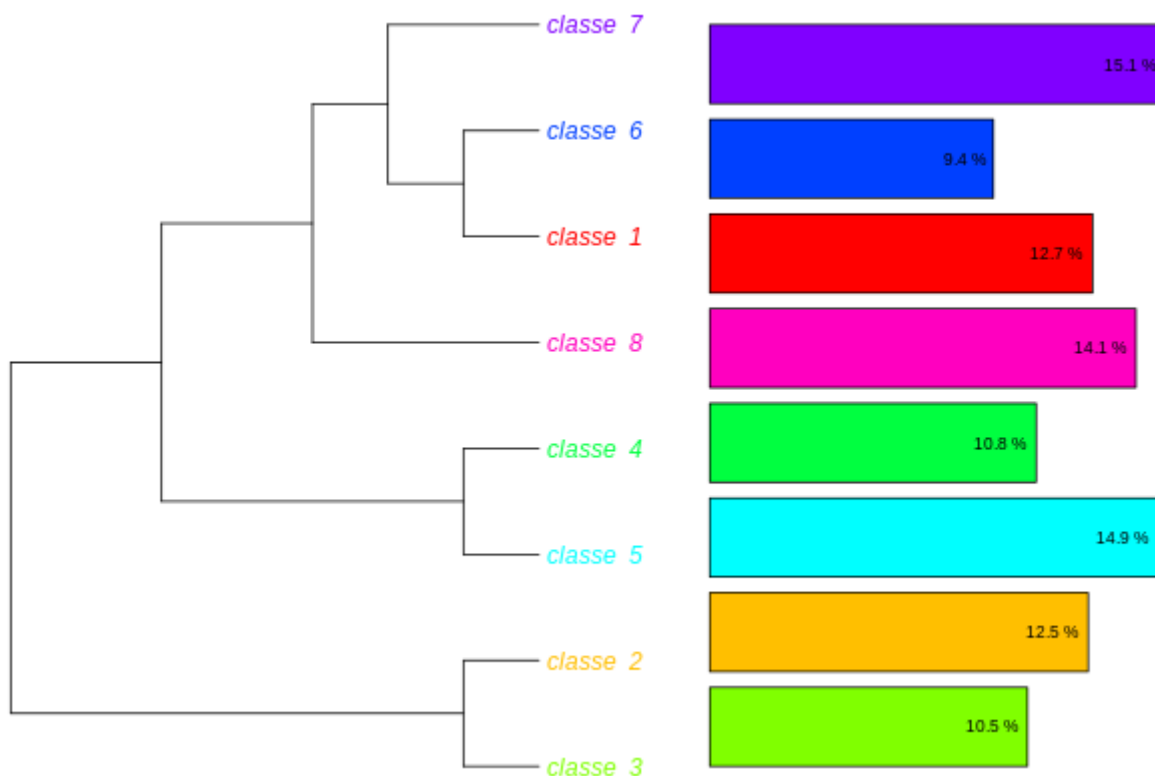 classe 7
15.1 %
classe 6
9.4 %
classe 1
12.7 %
classe 8
14.1 %
classe 4
10.8 %
classe 5
14.9 %
classe 2
12.5 %
classe 3
10.5 %